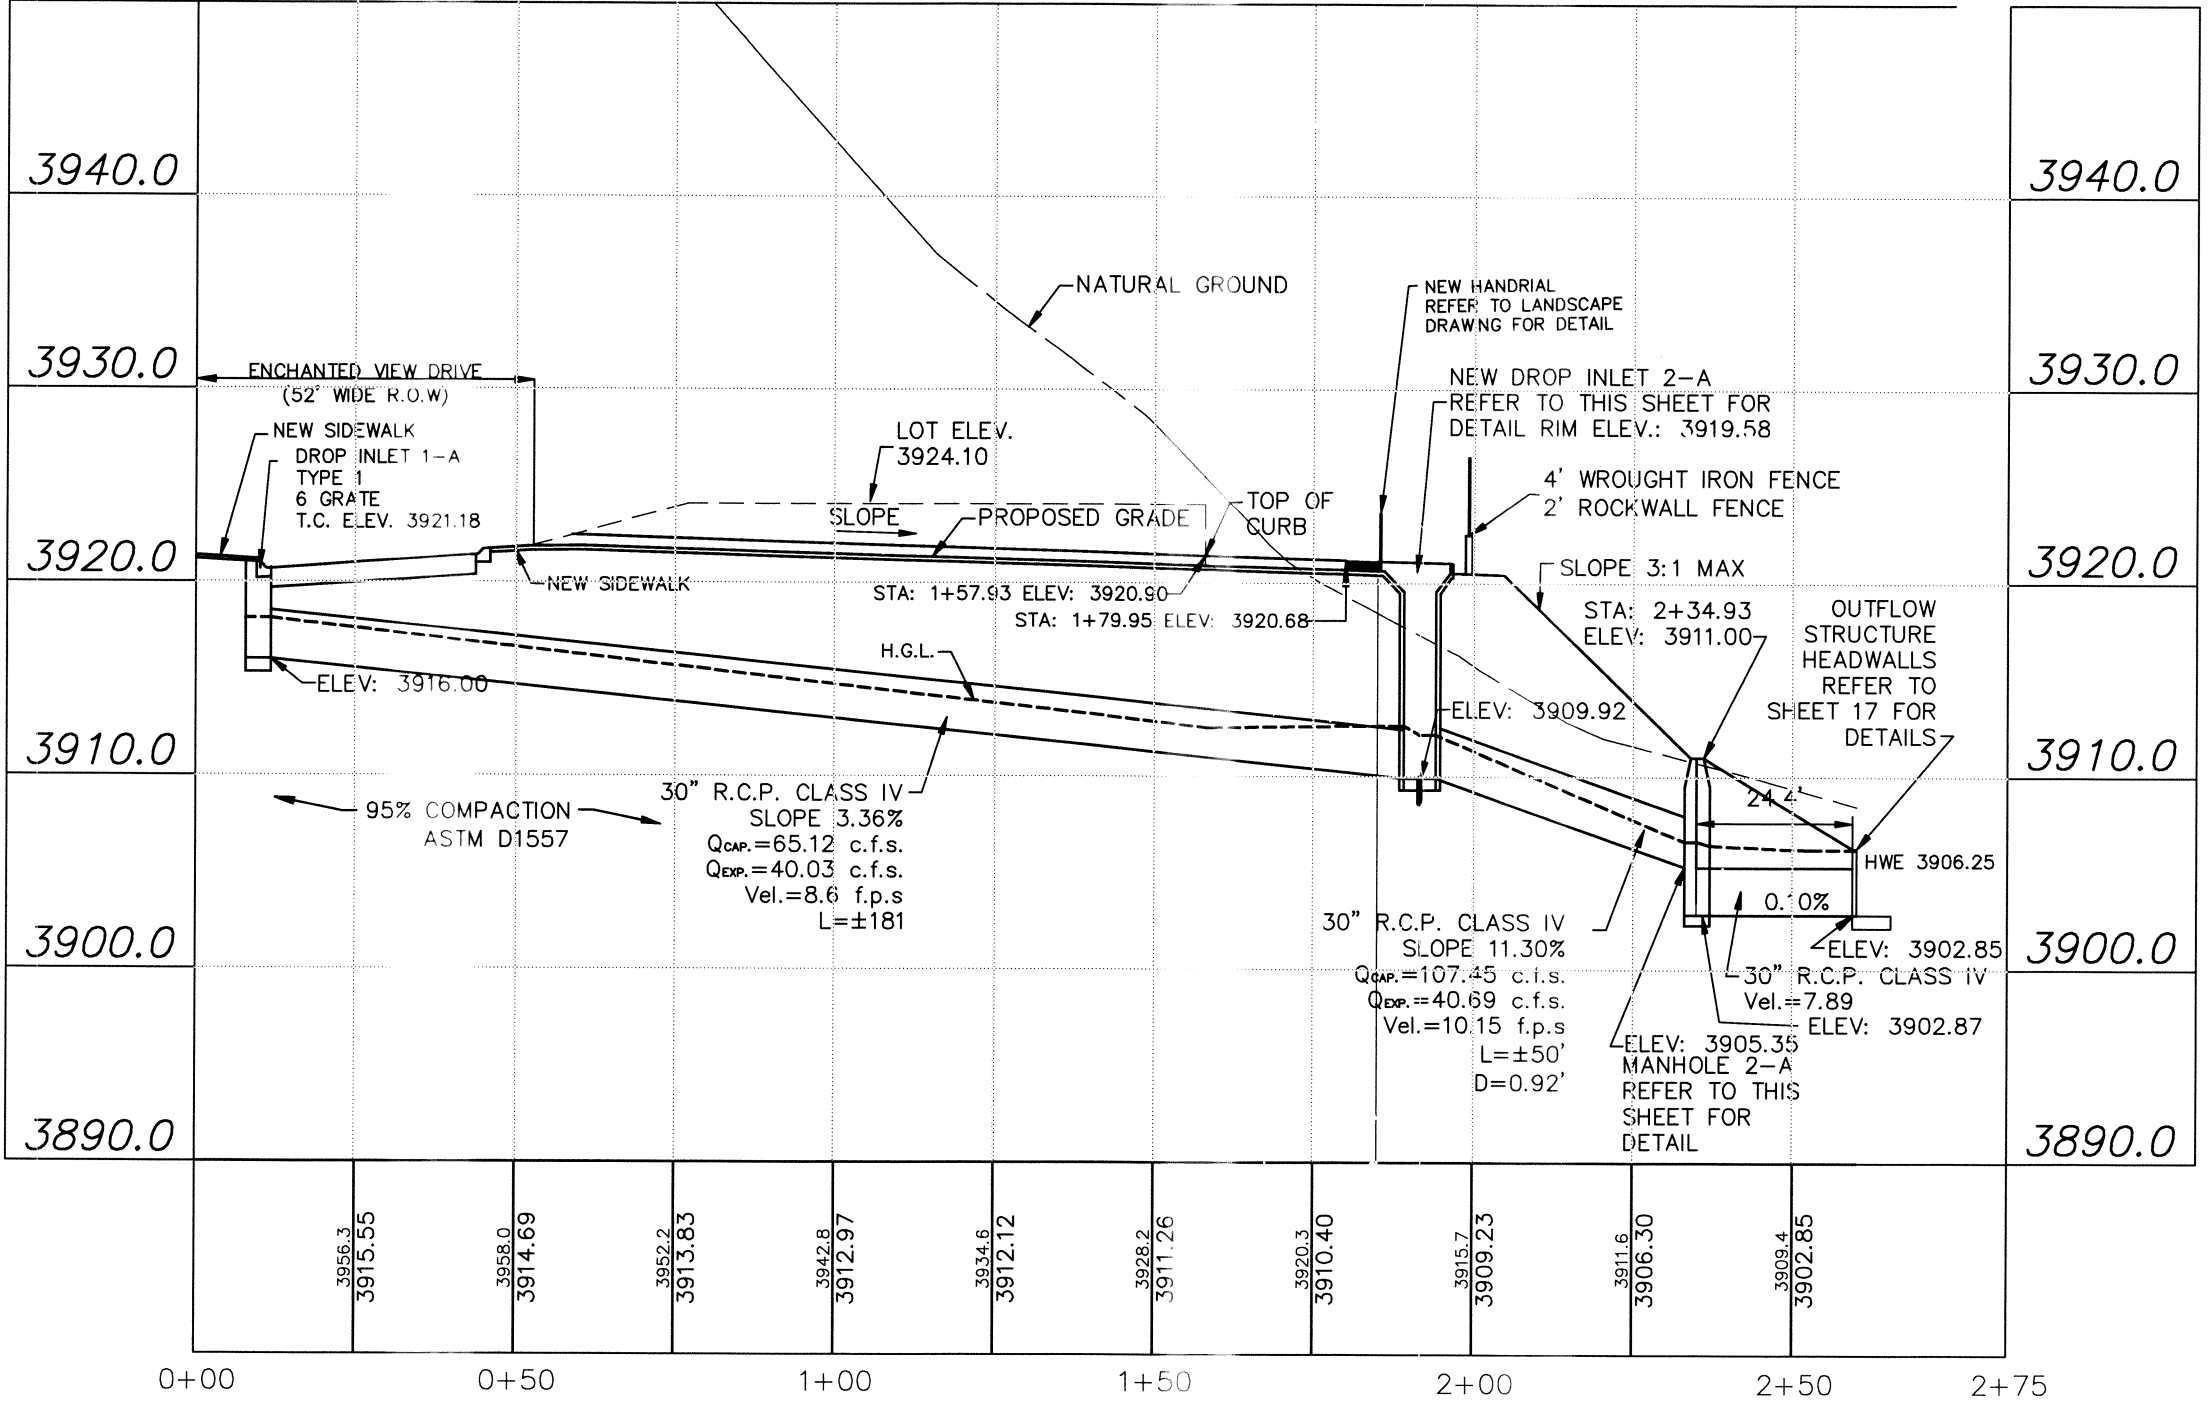 3940.0
3940.0
NATURAL GROUND
NEW HANDRIAL
REFER TO LANDSCAPE
DRAWNG FOR DETAIL
3930.0
3930.0
ENCHANTED VIEW DRIVE
(52' WIDE R.O.W)
NEW SIDEWALK
DROP INLET 1-A
TYPE 1
6 GRATE
T.C. ELEV. 3921.18
LOT ELEV.
3924.10
SLOPE
PROPOSED GRADE
TOP OF
CURB
NEW DROP INLET 2-A
REFER TO THIS SHEET FOR
DETAIL RIM ELEV.: 3919.58
4' WROUGHT IRON FENCE
2' ROCKWALL FENCE
3920.0
3920.0
NEW SIDEWALK
STA: 1+57.93 ELEV: 3920.90
STA: 1+79.95 ELEV: 3920.68
SLOPE 3:1 MAX
STA: 2+34.93
ELEV: 3911.00
OUTFLOW
STRUCTURE
HEADWALLS
REFER TO
SHEET 17 FOR
DETAILS
H.G.L.
ELEV: 3916.00
ELEV: 3909.92
3910.0
3910.0
95% COMPACTION
ASTM D1557
30" R.C.P. CLASS IV
SLOPE 3.36%
QCAP.=65.12 c.f.s.
QEXP.=40.03 c.f.s.
Vel.=8.6 f.p.s
L=±181
24.4'
HWE 3906.25
0.10%
30" R.C.P. CLASS IV
SLOPE 11.30%
QCAP.=107.45 c.f.s.
QEXP.=40.69 c.f.s.
Vel.=10.15 f.p.s
L=±50'
D=0.92'
ELEV: 3902.85
30" R.C.P. CLASS IV
Vel.=7.89
ELEV: 3902.87
ELEV: 3905.35
MANHOLE 2-A
REFER TO THIS
SHEET FOR
DETAIL
3900.0
3900.0
3890.0
3890.0
3956.3
3915.55
3958.0
3914.69
3952.2
3913.83
3942.8
3912.97
3934.6
3912.12
3928.2
3911.26
3920.3
3910.40
3915.7
3909.23
3911.6
3906.30
3909.4
3902.85
0+00
0+50
1+00
1+50
2+00
2+50
2+75